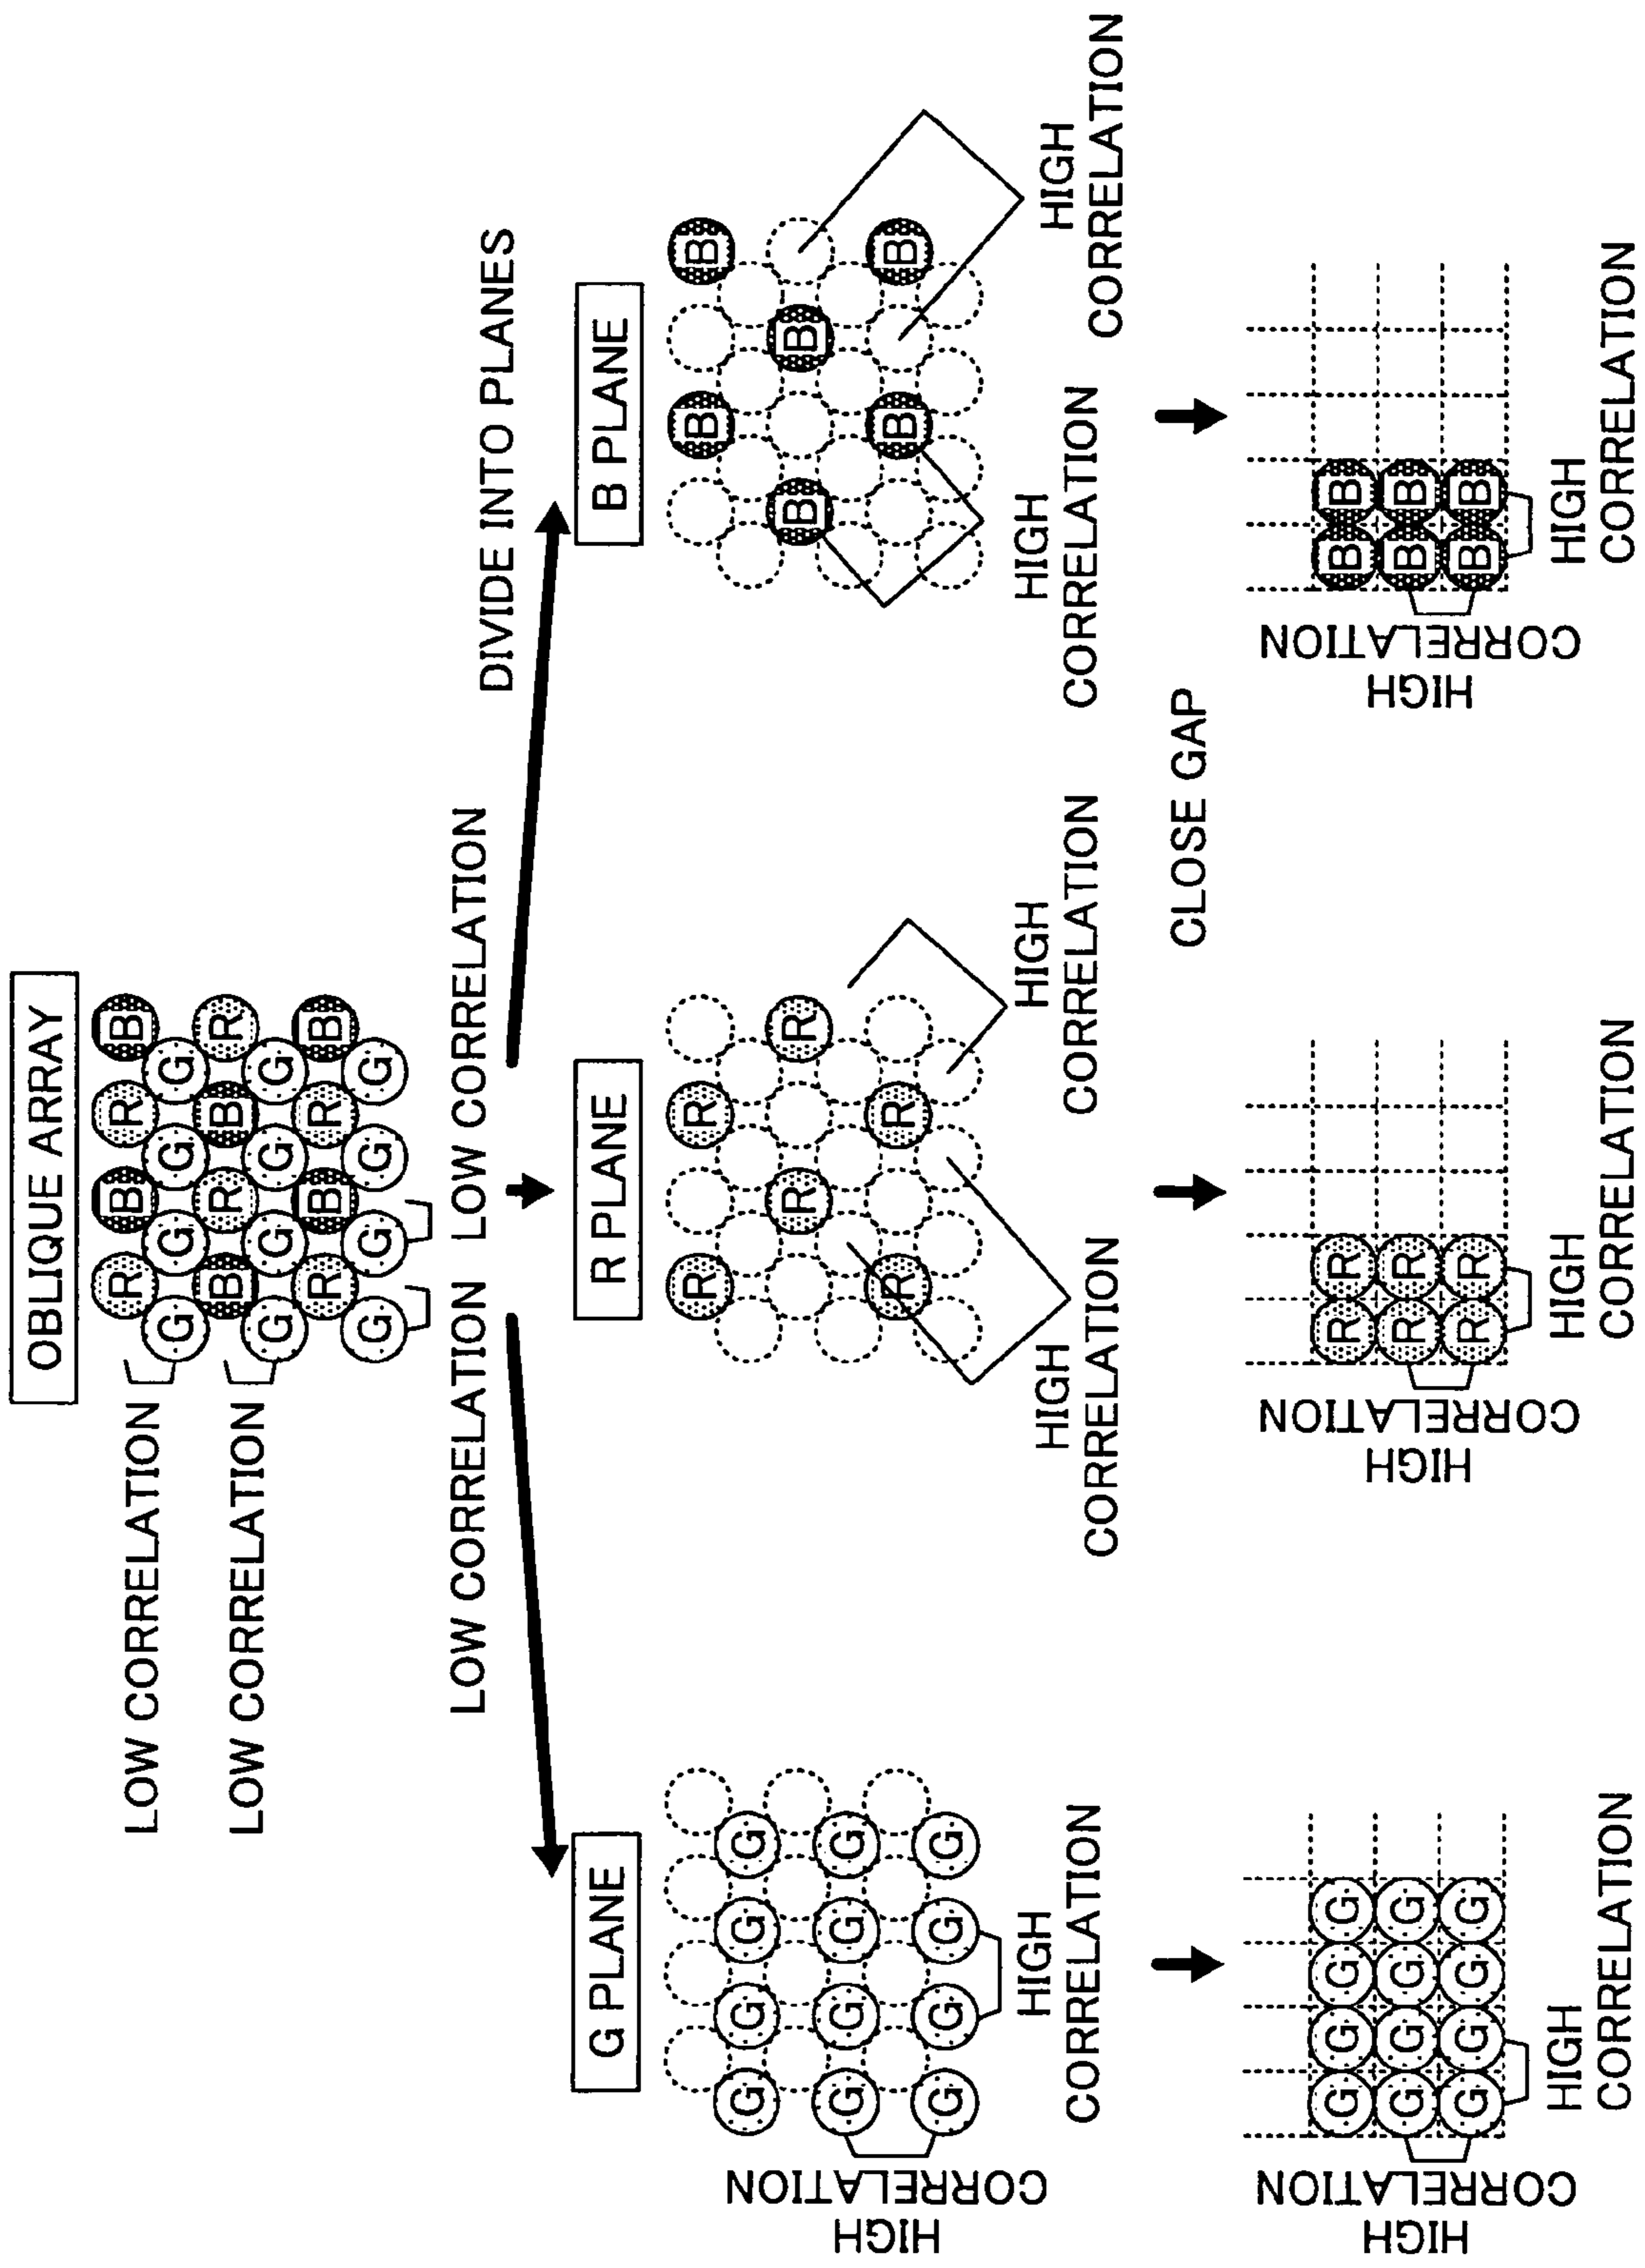 OBLIQUE ARRAY
R B R B
G G G G
B R B R
G G G G
R B R B
G G G G
LOW CORRELATION
LOW CORRELATION
LOW CORRELATION
LOW CORRELATION
DIVIDE INTO PLANES
G PLANE
G G G G
G G G G
G G G G
HIGH
CORRELATION
HIGH
CORRELATION
R PLANE
R R
R R
R R
HIGH
CORRELATION
HIGH
CORRELATION
B PLANE
B B
B B
B B
HIGH
CORRELATION
HIGH
CORRELATION
CLOSE GAP
G G G G
G G G G
G G G G
HIGH
CORRELATION
HIGH
CORRELATION
R R
R R
R R
HIGH
CORRELATION
HIGH
CORRELATION
B B
B B
B B
HIGH
CORRELATION
HIGH
CORRELATION